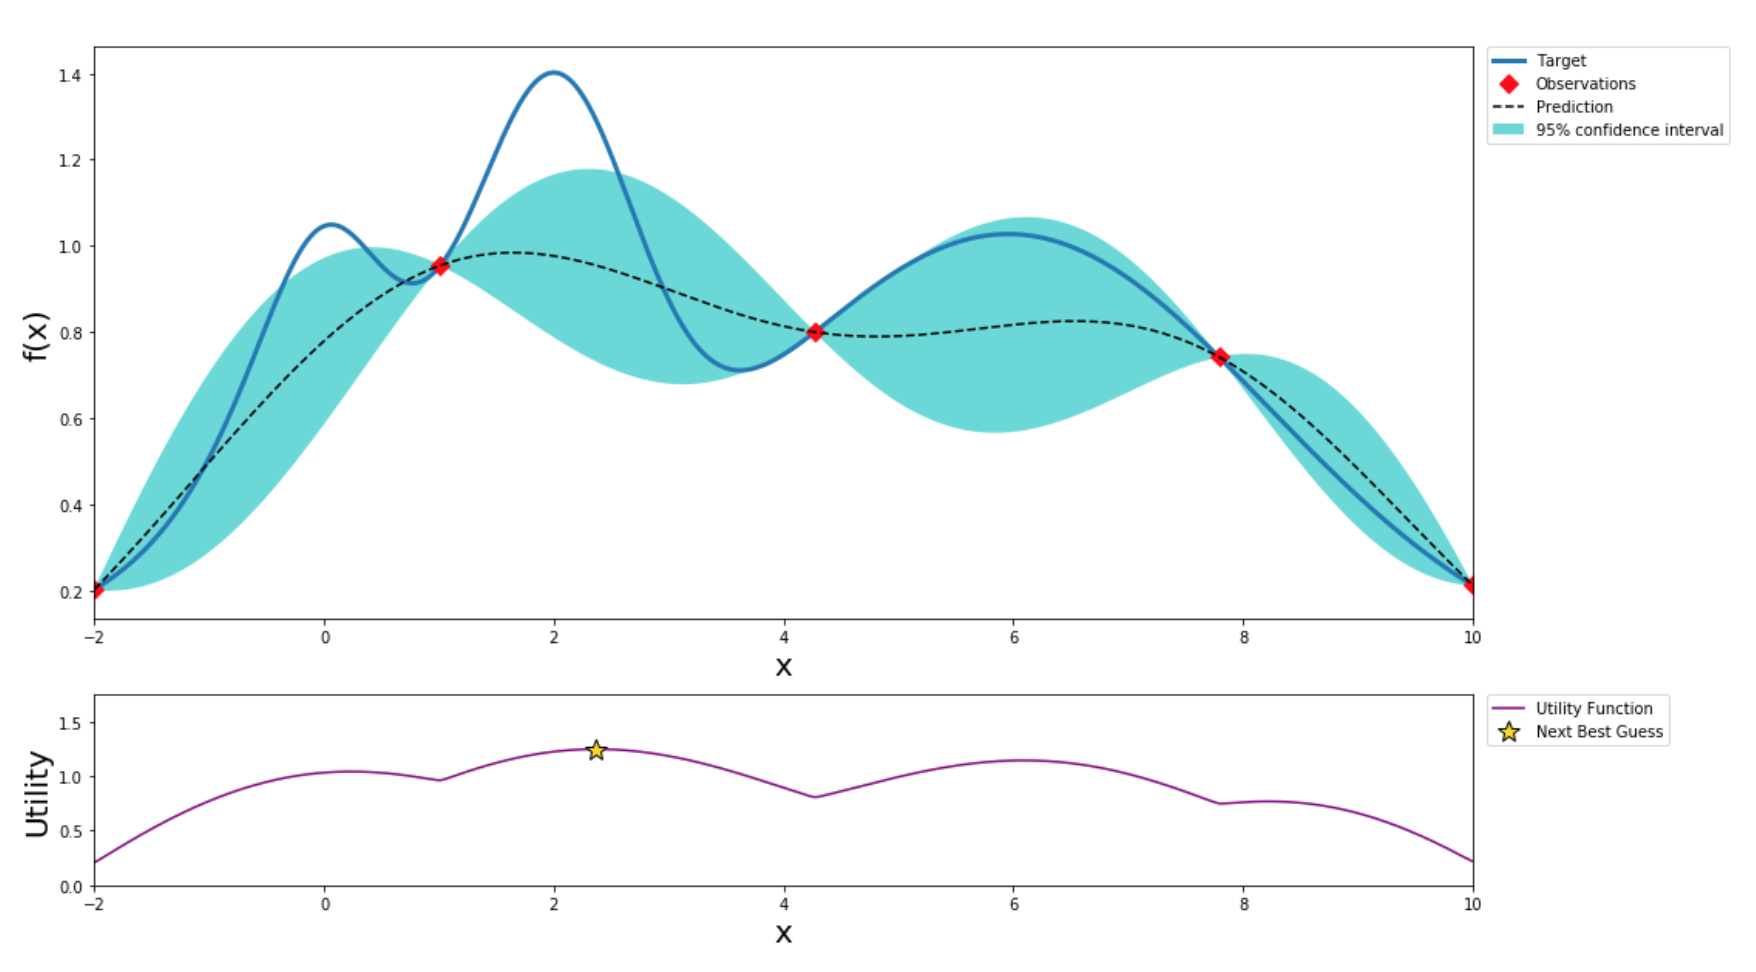 1.4
1.2
1.0
0.8
0.6
0.4
0.2
f(x)
−2 0 2 4 6 8 10
x
Target
Observations
Prediction
95% confidence interval
1.5
1.0
0.5
0.0
Utility
−2 0 2 4 6 8 10
x
Utility Function
Next Best Guess